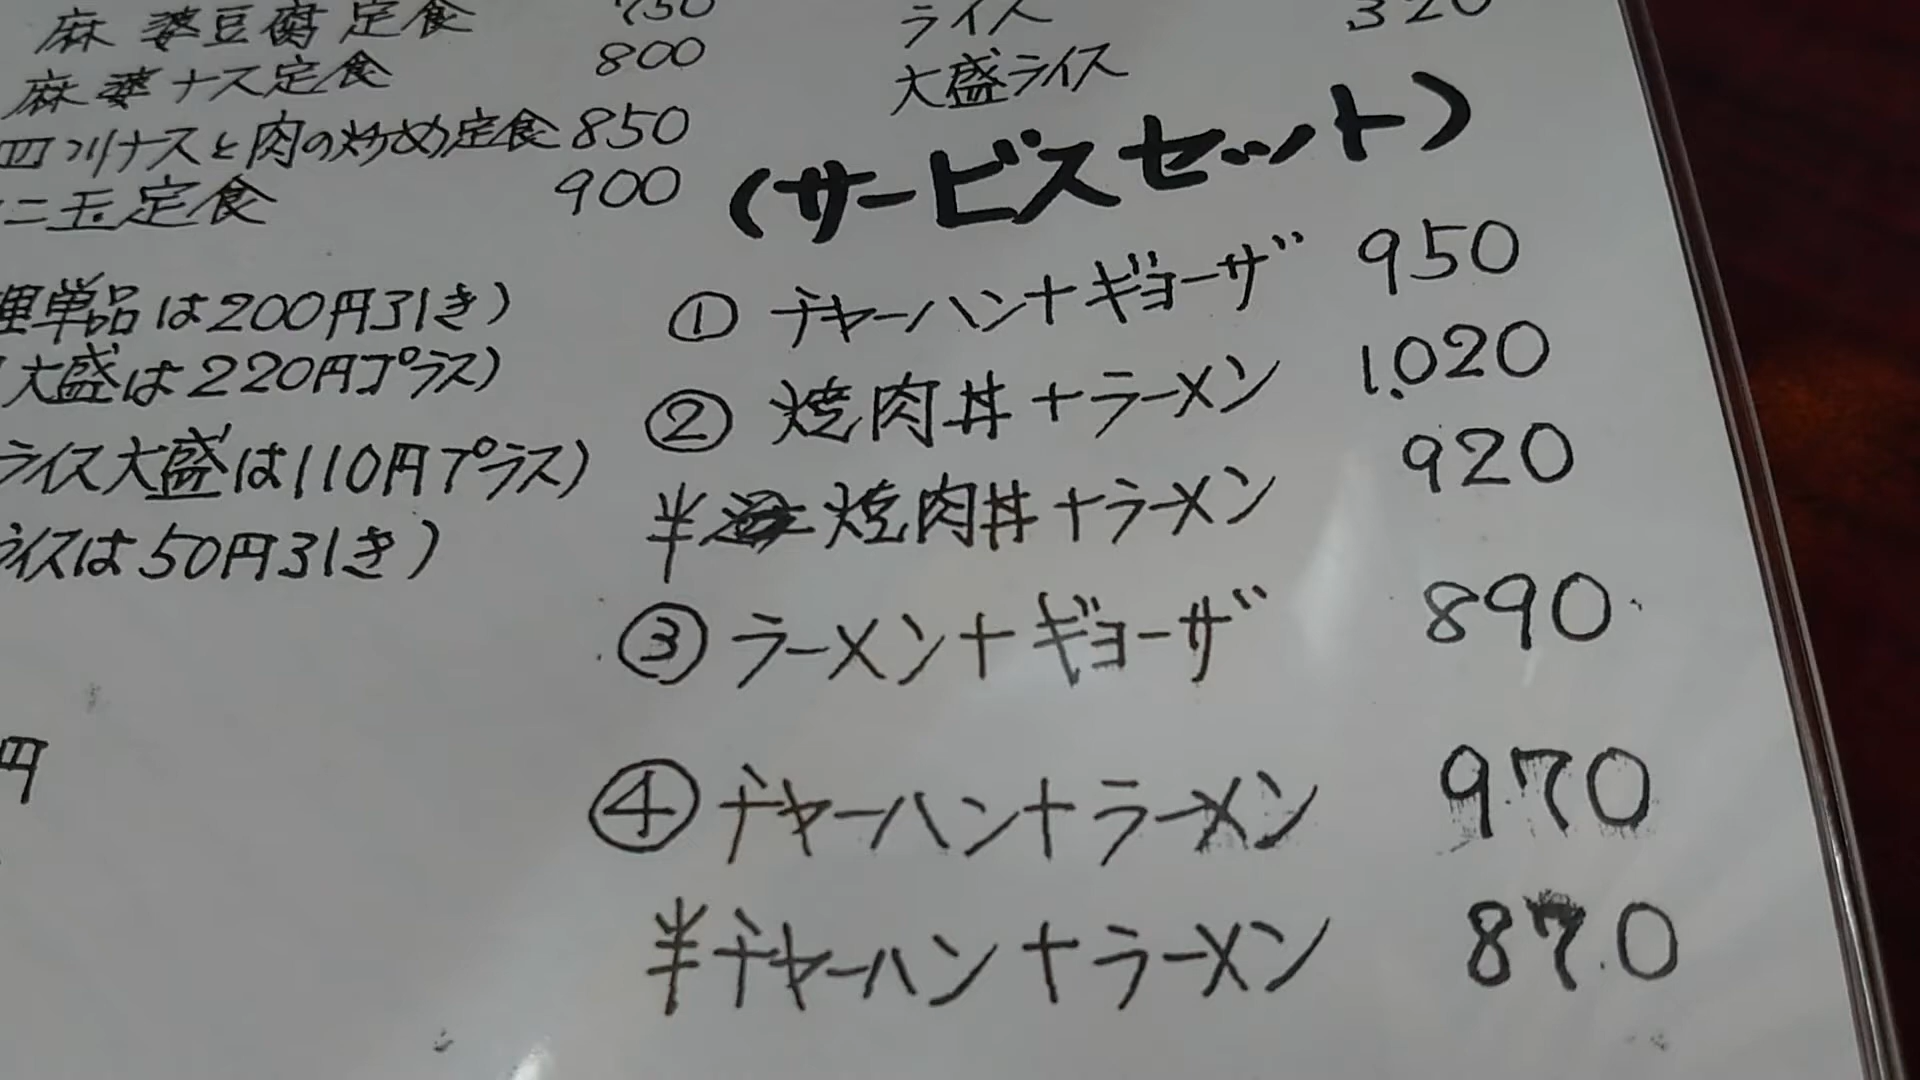 麻婆豆腐定食 750
麻婆ナス定食 800
四川ナスと肉の炒め定食 850
ニ玉定食 900
理単品は200円引き)
大盛は220円プラス)
ライス大盛は110円プラス)
ライスは50円引き)
円
ライス 320
大盛ライス
(サービスセット)
① チャーハン+ギョーザ 950
② 焼肉丼+ラーメン 1.020
半焼肉丼+ラーメン 920
③ ラーメン+ギョーザ 890
④ チャーハン+ラーメン 970
半チャーハン+ラーメン 870